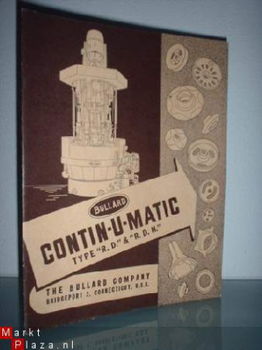 BULLARD
CONTIN-U-MATIC
TYPE "R.D." & "R.D.H."
THE BULLARD COMPANY
BRIDGEPORT 2, CONNECTICUT, U.S.A.
Markt
Plaza.nl